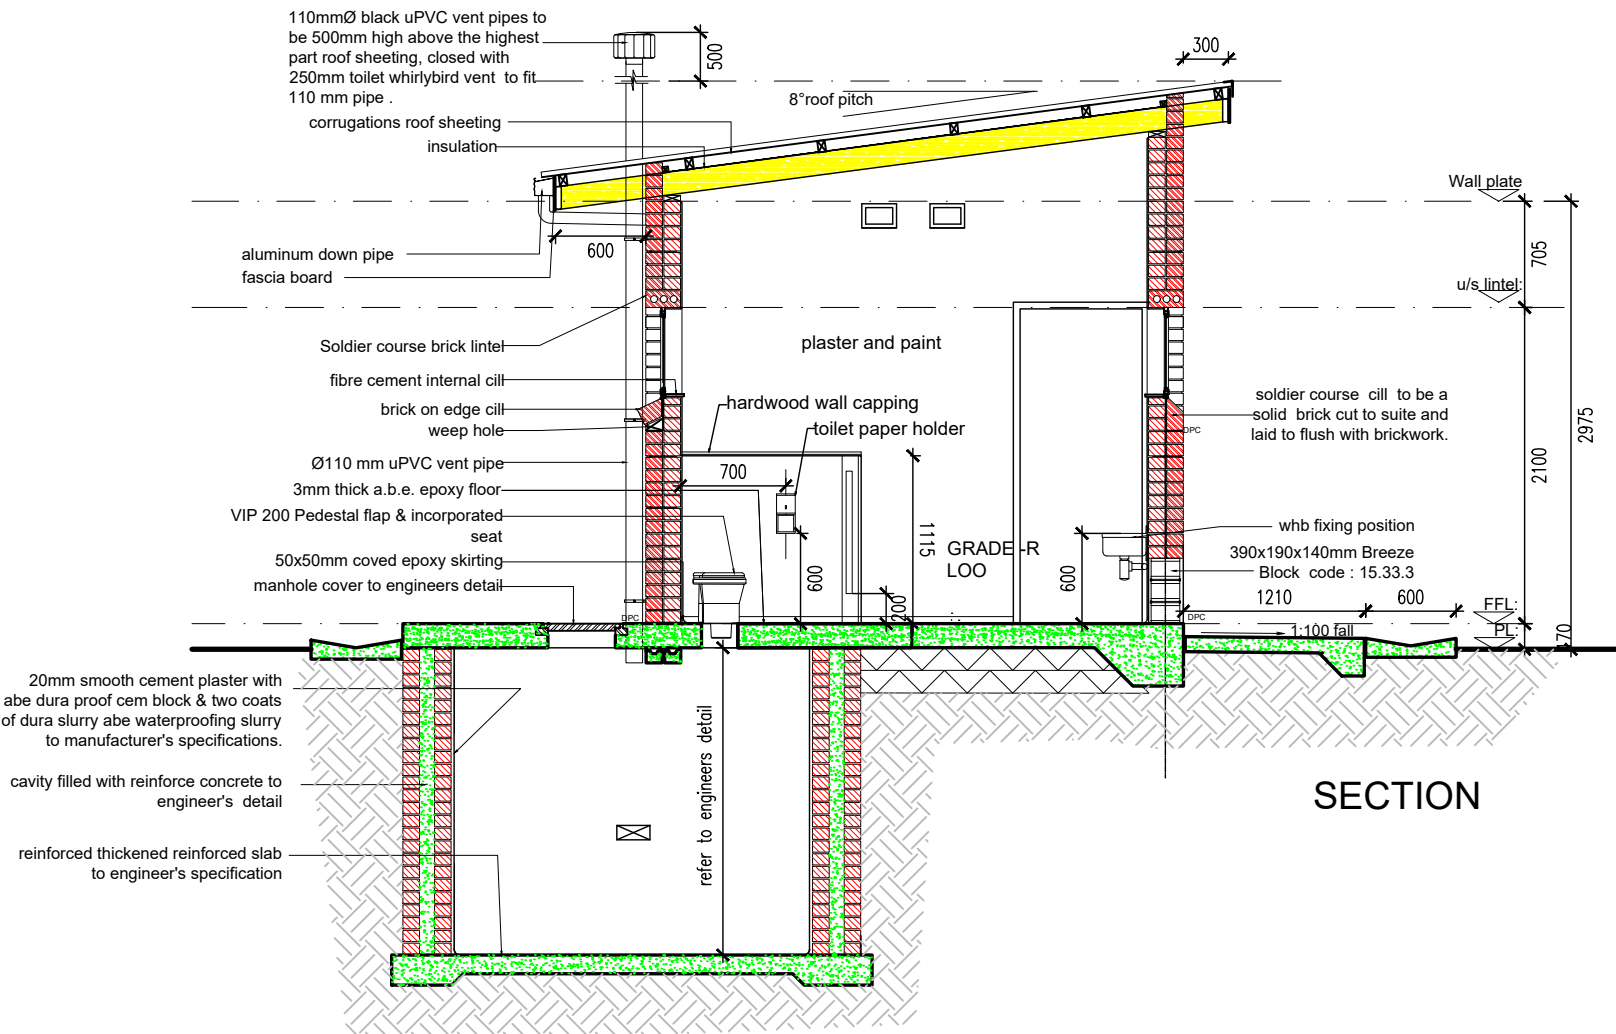 110mmØ black uPVC vent pipes to
be 500mm high above the highest
part roof sheeting, closed with
250mm toilet whirlybird vent to fit
110 mm pipe .
corrugations roof sheeting
insulation
500
300
8°roof pitch
Wall plate
600
aluminum down pipe
fascia board
705
u/s lintel:
Soldier course brick lintel
plaster and paint
fibre cement internal cill
brick on edge cill
weep hole
hardwood wall capping
toilet paper holder
soldier course cill to be a
solid brick cut to suite and
laid to flush with brickwork.
DPC
2975
2100
Ø110 mm uPVC vent pipe
700
3mm thick a.b.e. epoxy floor
VIP 200 Pedestal flap & incorporated
seat
50x50mm coved epoxy skirting
manhole cover to engineers detail
1115
GRADE -R
LOO
600
200
600
whb fixing position
390x190x140mm Breeze
Block code : 15.33.3
1210
600
FFL:
PL:
170
DPC
DPC
1:100 fall
20mm smooth cement plaster with
abe dura proof cem block & two coats
of dura slurry abe waterproofing slurry
to manufacturer's specifications.
cavity filled with reinforce concrete to
engineer's detail
reinforced thickened reinforced slab
to engineer's specification
refer to engineers detail
SECTION